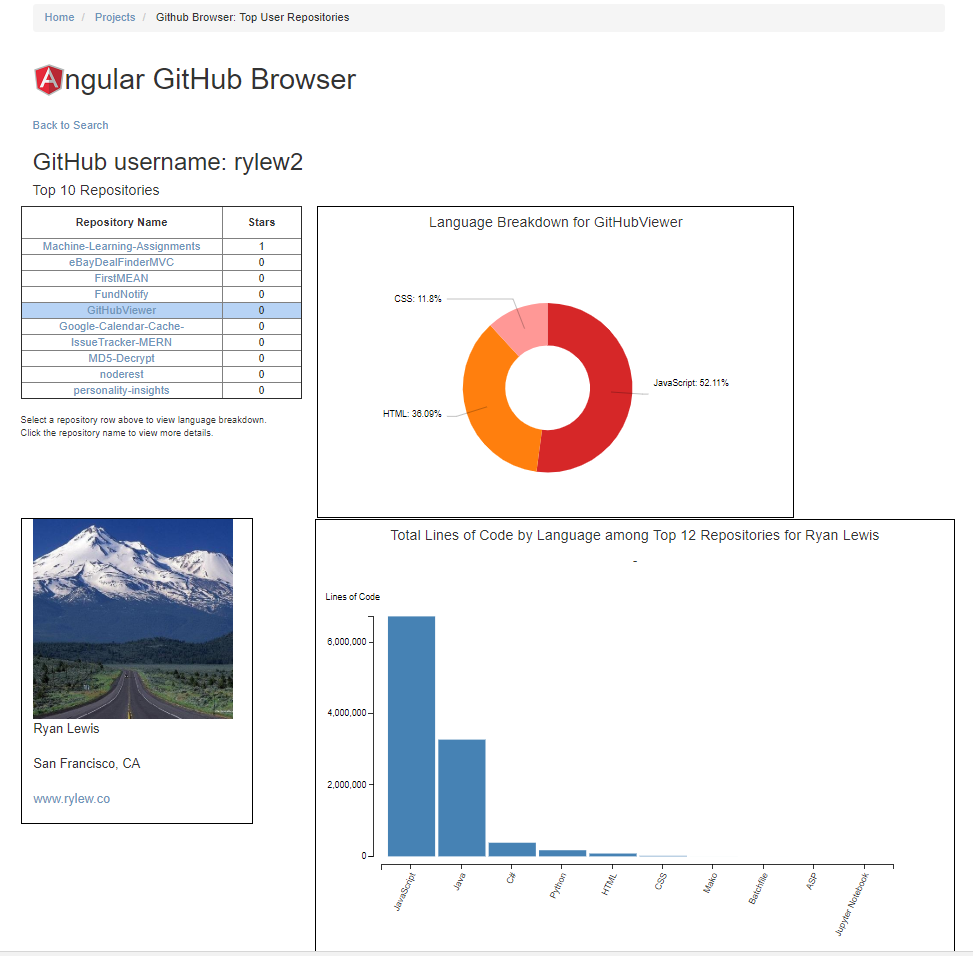 Home / Projects / Github Browser: Top User Repositories
Angular GitHub Browser
Back to Search
GitHub username: rylew2
Top 10 Repositories
Repository Name Stars
Machine-Learning-Assignments 1
eBayDealFinderMVC 0
FirstMEAN 0
FundNotify 0
GitHubViewer 0
Google-Calendar-Cache- 0
IssueTracker-MERN 0
MD5-Decrypt 0
noderest 0
personality-insights 0
Select a repository row above to view language breakdown.
Click the repository name to view more details.
Language Breakdown for GitHubViewer
CSS: 11.8%
JavaScript: 52.11%
HTML: 36.09%
Ryan Lewis
San Francisco, CA
www.rylew.co
Total Lines of Code by Language among Top 12 Repositories for Ryan Lewis
-
Lines of Code
6,000,000
4,000,000
2,000,000
0
JavaScript
Java
C#
Python
HTML
CSS
Mako
Batchfile
ASP
Jupyter Notebook